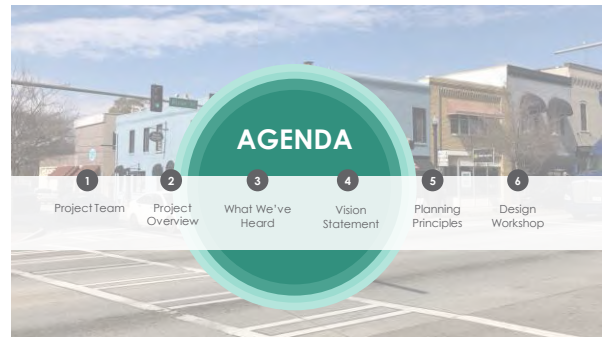 AGENDA
1
Project Team
2
Project
Overview
3
What We've
Heard
4
Vision
Statement
5
Planning
Principles
6
Design
Workshop